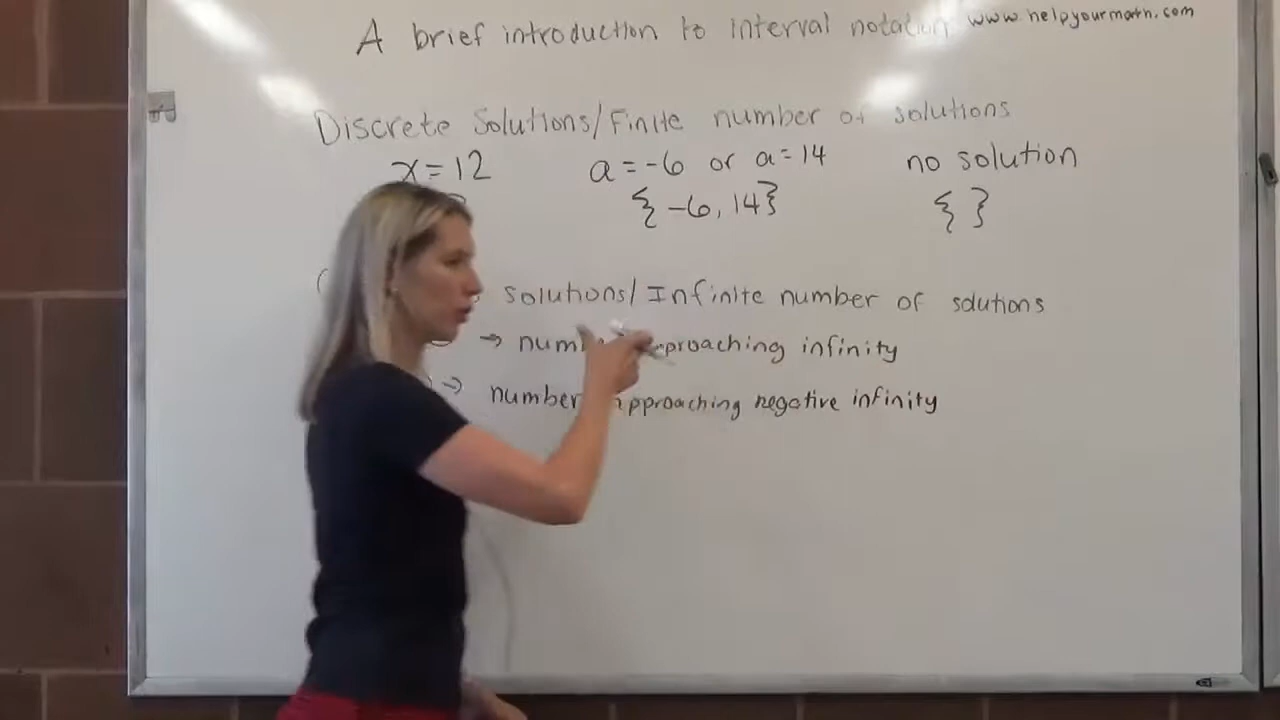 A brief introduction to interval notation www.helpyourmath.com
Discrete Solutions/Finite number of solutions
x=12 a=-6 or a=14 no solution
{-6, 14} { }
solutions/Infinite number of solutions
→ approaching infinity
→ approaching negative infinity